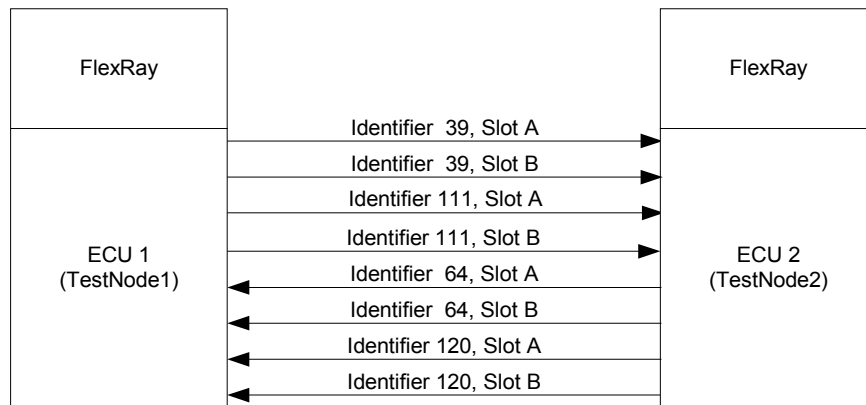 FlexRay
FlexRay
Identifier 39, Slot A
Identifier 39, Slot B
Identifier 111, Slot A
Identifier 111, Slot B
ECU 1
(TestNode1)
ECU 2
(TestNode2)
Identifier 64, Slot A
Identifier 64, Slot B
Identifier 120, Slot A
Identifier 120, Slot B